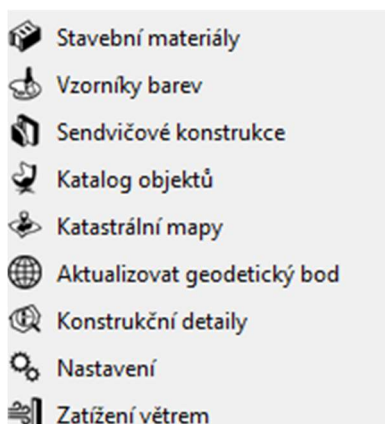 Stavební materiály
Vzorníky barev
Sendvičové konstrukce
Katalog objektů
Katastrální mapy
Aktualizovat geodetický bod
Konstrukční detaily
Nastavení
Zatížení větrem